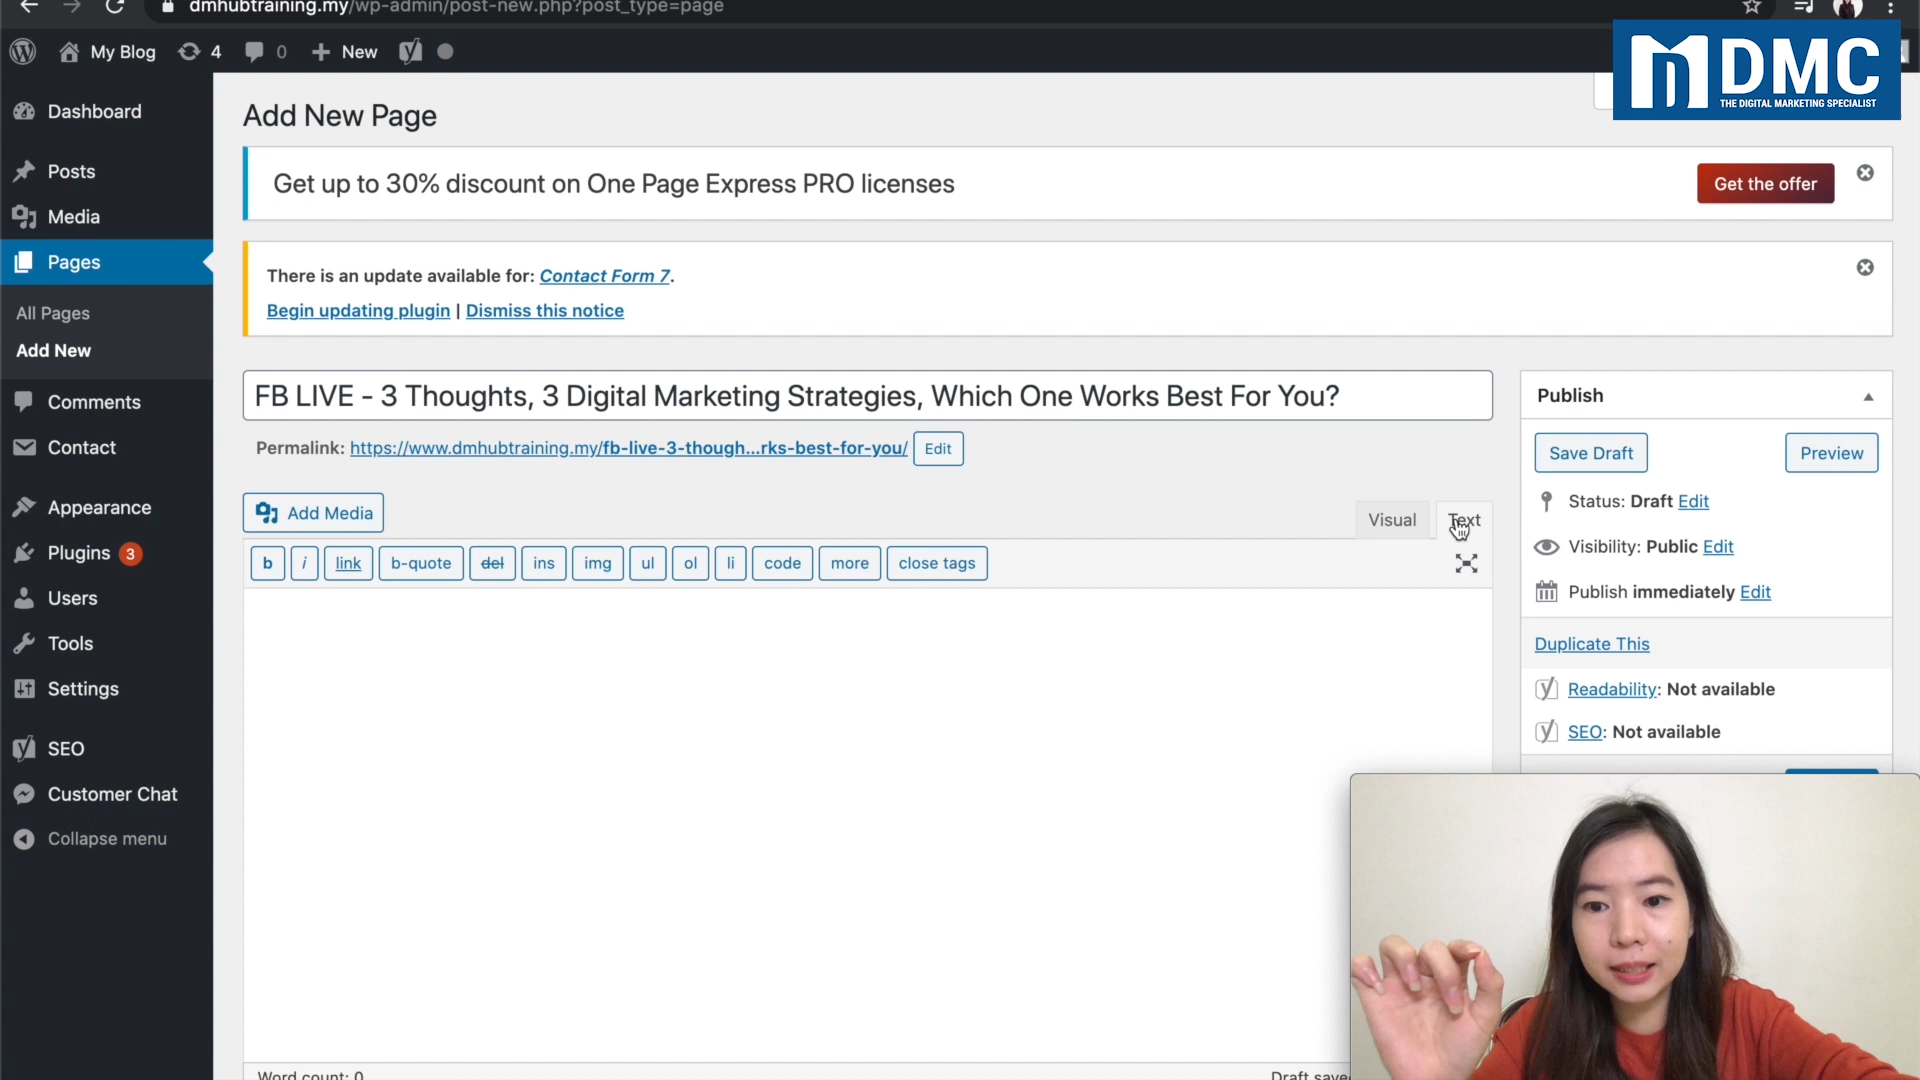 dmhubtraining.my/wp-admin/post-new.php?post_type=page
My Blog 4 0 New
DMC
THE DIGITAL MARKETING SPECIALIST
Dashboard
Posts
Media
Pages
All Pages
Add New
Comments
Contact
Appearance
Plugins 3
Users
Tools
Settings
SEO
Customer Chat
Collapse menu
Add New Page
Get up to 30% discount on One Page Express PRO licenses
Get the offer
There is an update available for: Contact Form 7.
Begin updating plugin | Dismiss this notice
FB LIVE - 3 Thoughts, 3 Digital Marketing Strategies, Which One Works Best For You?
Permalink: https://www.dmhubtraining.my/fb-live-3-though...rks-best-for-you/ Edit
Add Media
Visual Text
b i link b-quote del ins img ul ol li code more close tags
Word count: 0
Draft save
Publish
Save Draft Preview
Status: Draft Edit
Visibility: Public Edit
Publish immediately Edit
Duplicate This
Readability: Not available
SEO: Not available